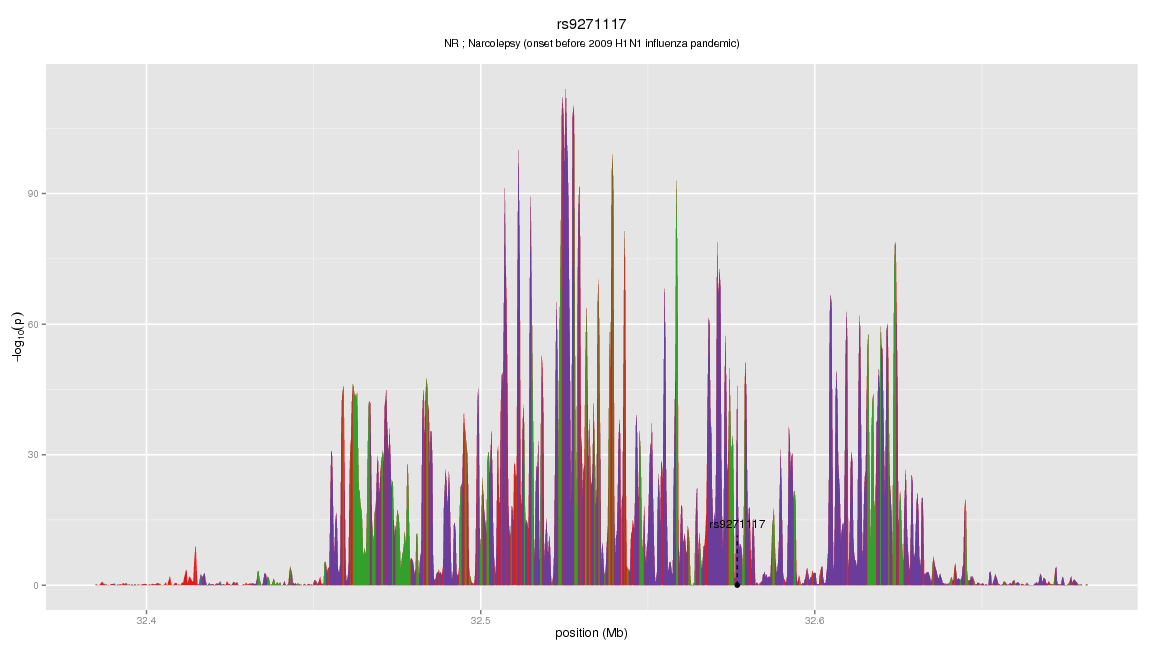 rs9271117
NR ; Narcolepsy (onset before 2009 H1N1 influenza pandemic)
90
60
30
0
−log10(p)
rs9271117
32.4
32.5
32.6
position (Mb)